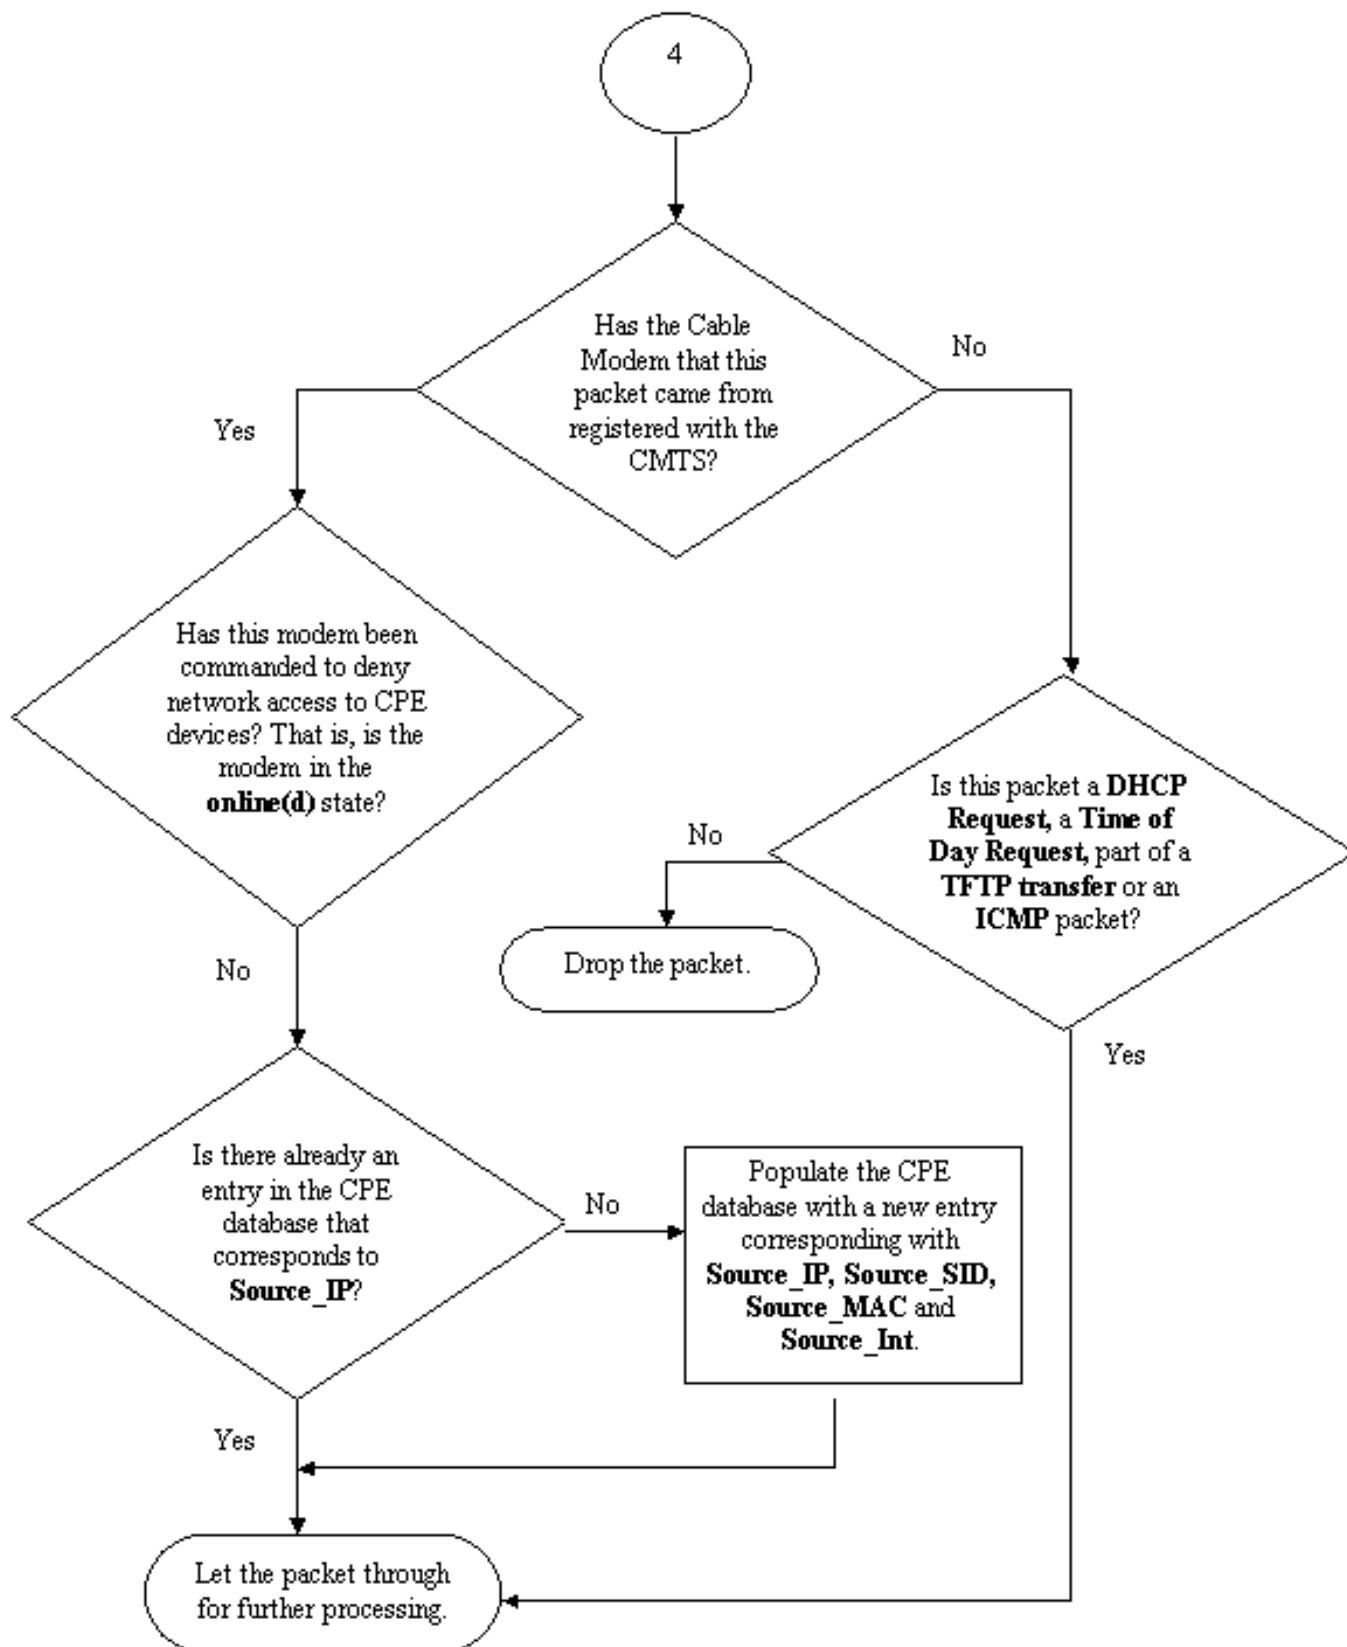 4
Has the Cable
Modem that this
packet came from
registered with the
CMTS?
No
Yes
Has this modem been
commanded to deny
network access to CPE
devices? That is, is the
modem in the
online(d) state?
Is this packet a DHCP
Request, a Time of
Day Request, part of a
TFTP transfer or an
ICMP packet?
No
Drop the packet.
No
Yes
Is there already an
entry in the CPE
database that
corresponds to
Source_IP?
No
Populate the CPE
database with a new entry
corresponding with
Source_IP, Source_SID,
Source_MAC and
Source_Int.
Yes
Let the packet through
for further processing.